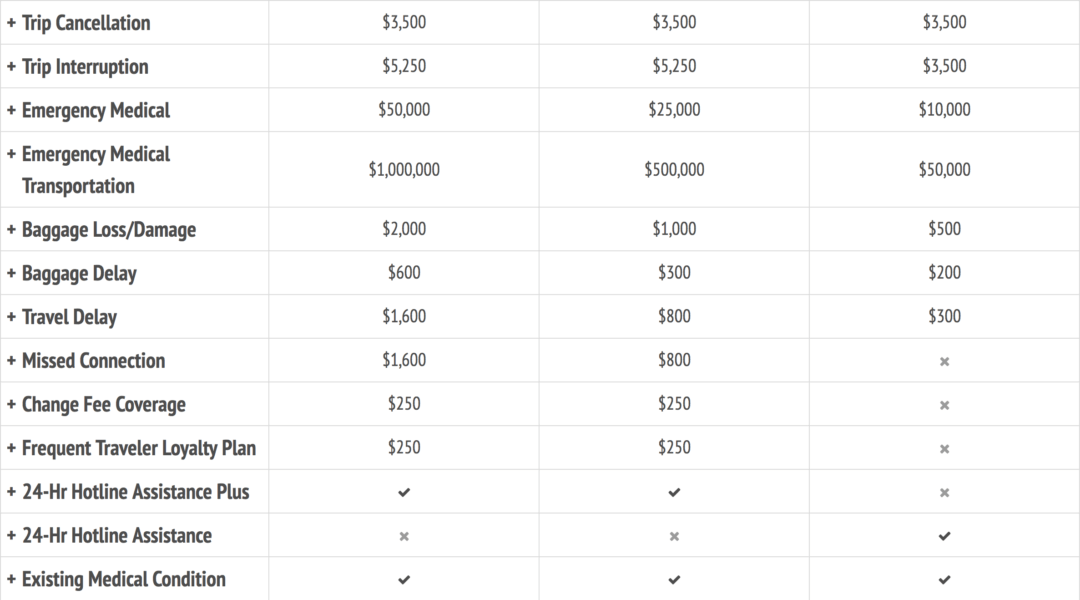 + Trip Cancellation $3,500 $3,500 $3,500
+ Trip Interruption $5,250 $5,250 $3,500
+ Emergency Medical $50,000 $25,000 $10,000
+ Emergency Medical
Transportation $1,000,000 $500,000 $50,000
+ Baggage Loss/Damage $2,000 $1,000 $500
+ Baggage Delay $600 $300 $200
+ Travel Delay $1,600 $800 $300
+ Missed Connection $1,600 $800 ✖
+ Change Fee Coverage $250 $250 ✖
+ Frequent Traveler Loyalty Plan $250 $250 ✖
+ 24-Hr Hotline Assistance Plus ✔ ✔ ✖
+ 24-Hr Hotline Assistance ✖ ✖ ✔
+ Existing Medical Condition ✔ ✔ ✔